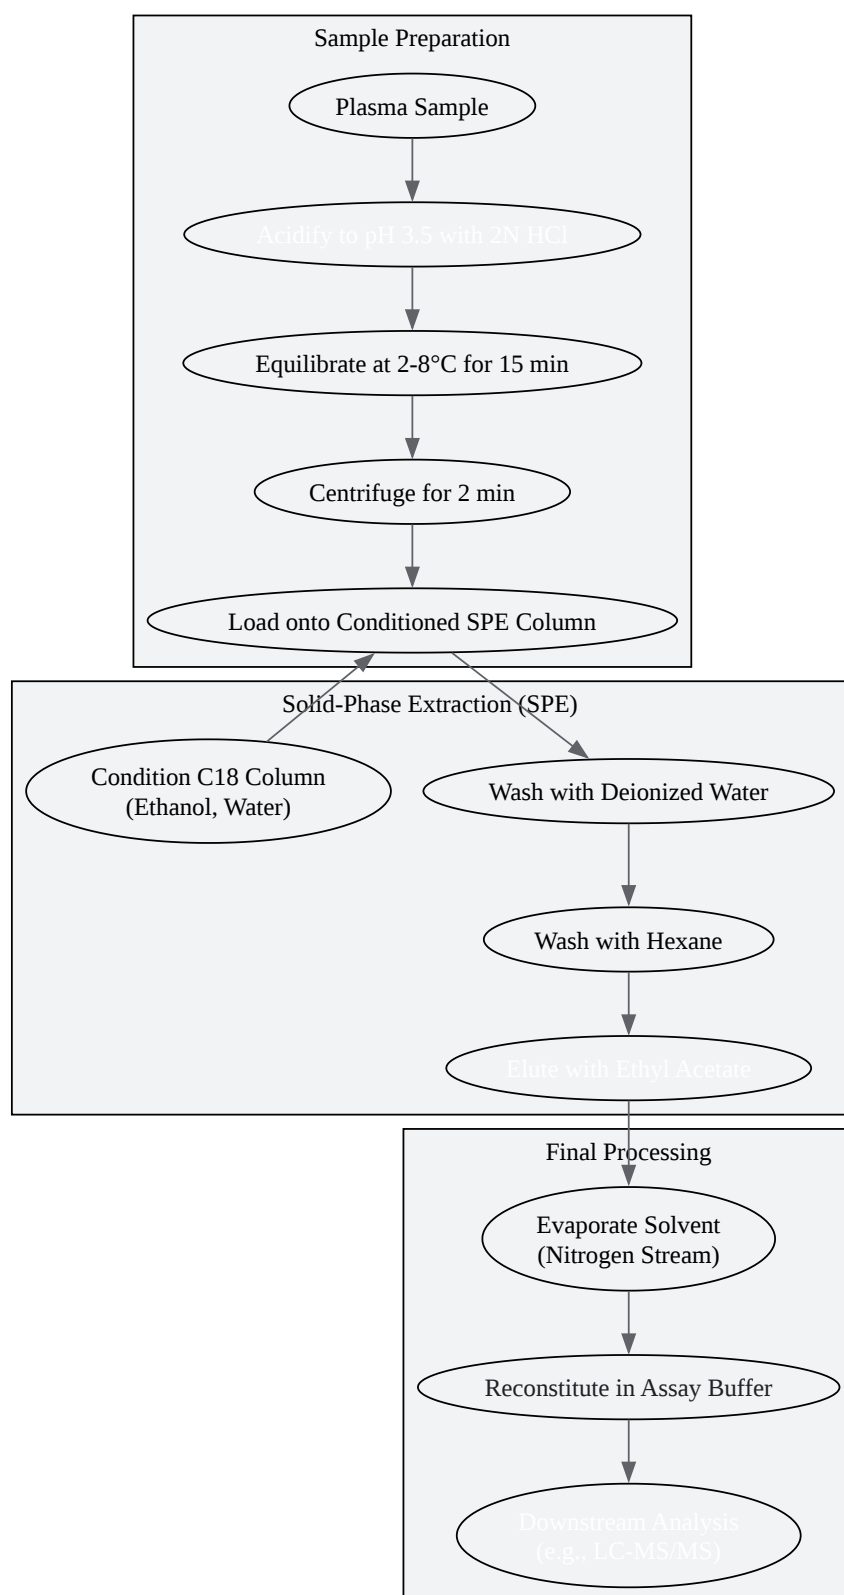 Sample Preparation
Plasma Sample
Acidify to pH 3.5 with 2N HCl
Equilibrate at 2-8°C for 15 min
Centrifuge for 2 min
Load onto Conditioned SPE Column
Solid-Phase Extraction (SPE)
Condition C18 Column
(Ethanol, Water)
Wash with Deionized Water
Wash with Hexane
Elute with Ethyl Acetate
Final Processing
Evaporate Solvent
(Nitrogen Stream)
Reconstitute in Assay Buffer
Downstream Analysis
(e.g., LC-MS/MS)